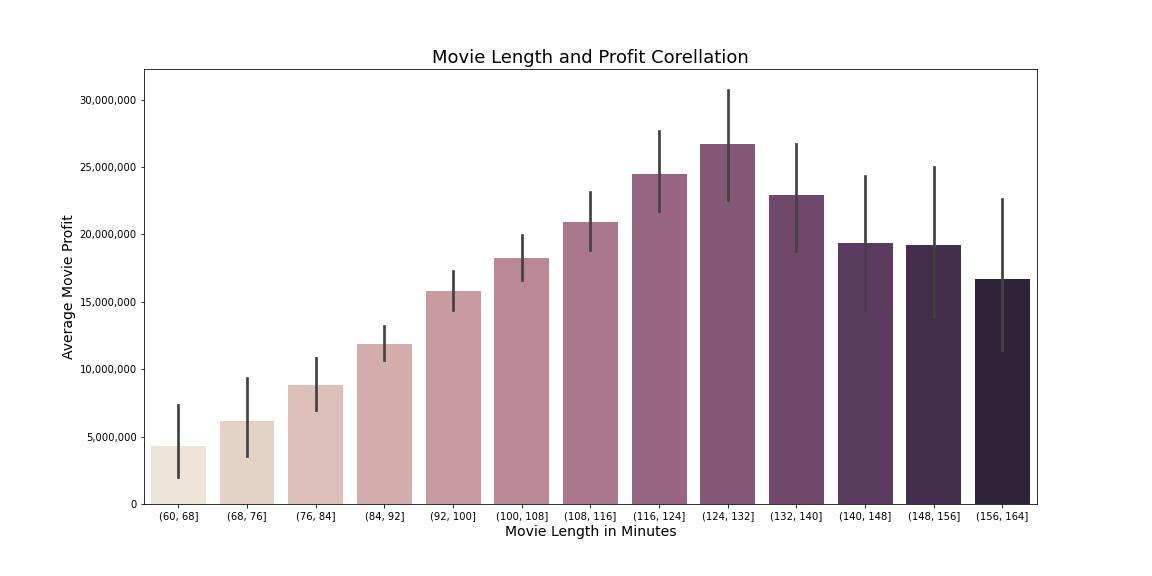 Movie Length and Profit Corellation
Average Movie Profit
30,000,000
25,000,000
20,000,000
15,000,000
10,000,000
5,000,000
0
(60, 68] (68, 76] (76, 84] (84, 92] (92, 100] (100, 108] (108, 116] (116, 124] (124, 132] (132, 140] (140, 148] (148, 156] (156, 164]
Movie Length in Minutes